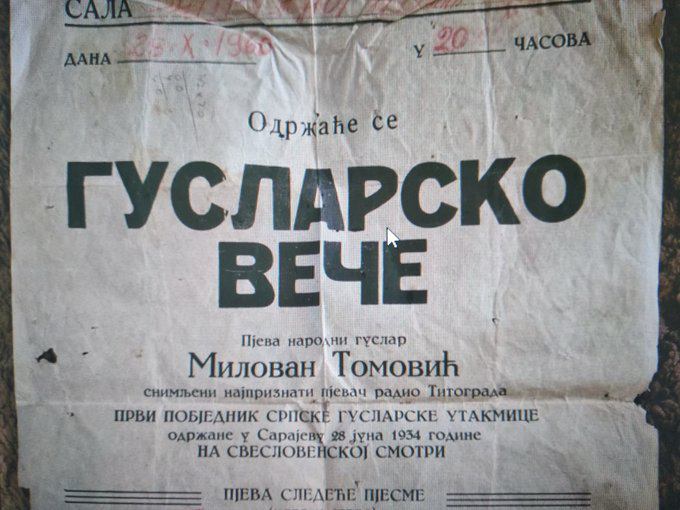 САЛА
ДАНА 23-X-1960 У 20 ЧАСОВА
Одржаће се
ГУСЛАРСКО
ВЕЧЕ
Пјева народни гуслар
Милован Томовић
снимљени најпризнати пјевач радио Титограда
ПРВИ ПОБЈЕДНИК СРПСКЕ ГУСЛАРСКЕ УТАКМИЦЕ
одржане у Сарајеву 28 јуна 1934 године
НА СВЕСЛОВЕНСКОЈ СМОТРИ
ПЈЕВА СЛЕДЕЋЕ ПЈЕСМЕ